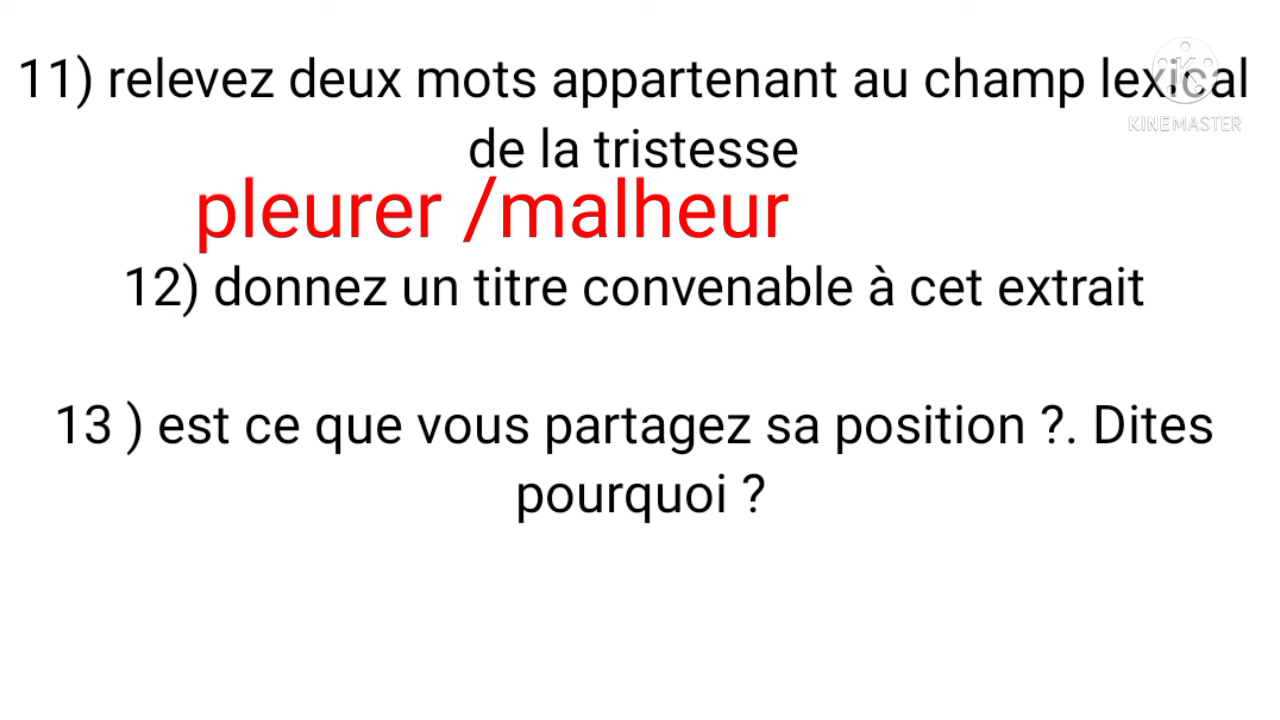 11) relevez deux mots appartenant au champ lexical
de la tristesse
pleurer /malheur
12) donnez un titre convenable à cet extrait
13 ) est ce que vous partagez sa position ?. Dites
pourquoi ?
K
KINEMASTER